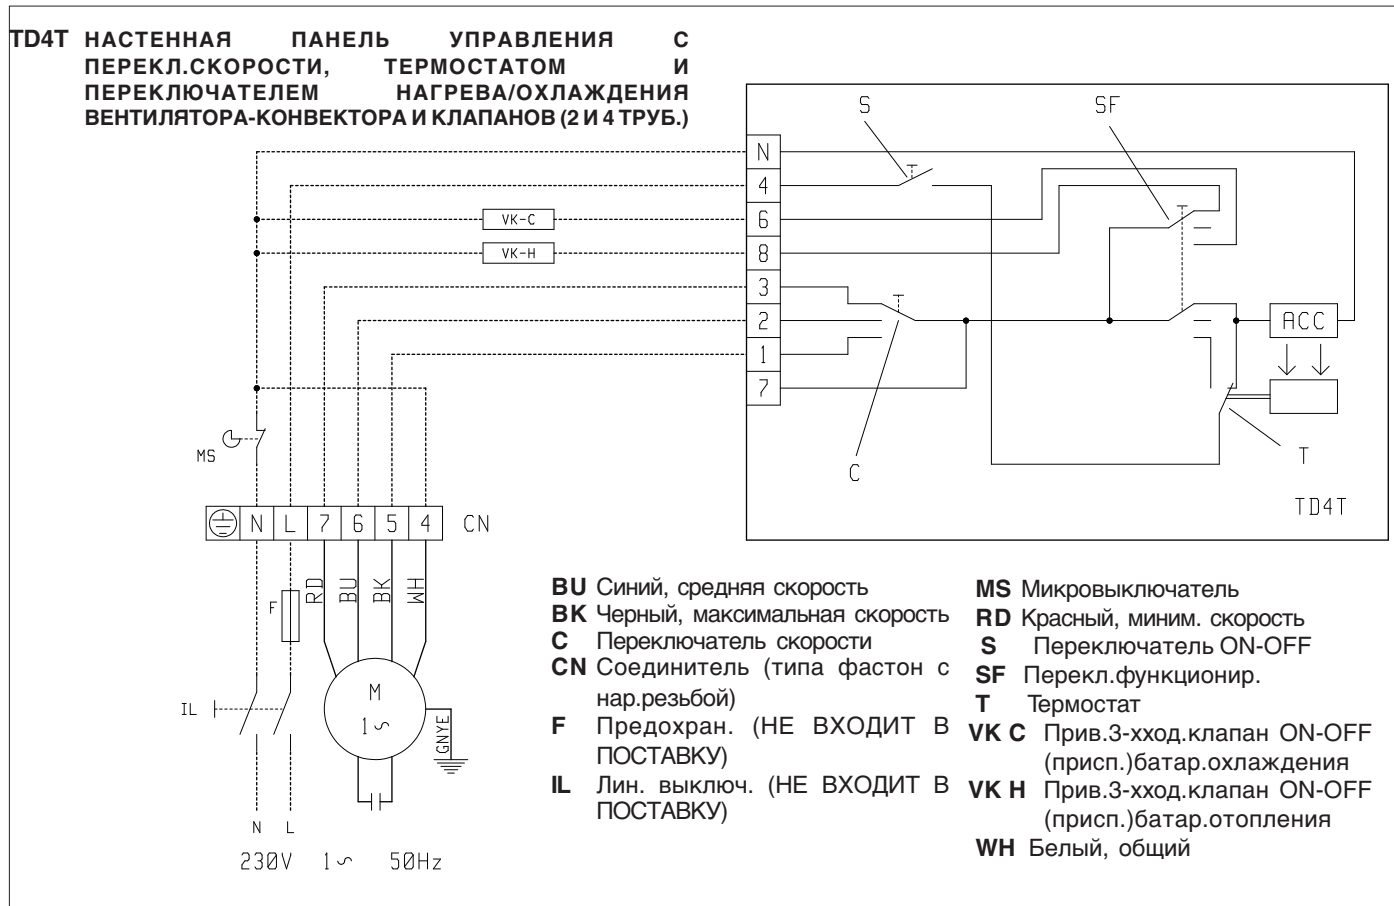 TD4T НАСТЕННАЯ ПАНЕЛЬ УПРАВЛЕНИЯ С
ПЕРЕКЛ.СКОРОСТИ, ТЕРМОСТАТОМ И
ПЕРЕКЛЮЧАТЕЛЕМ НАГРЕВА/ОХЛАЖДЕНИЯ
ВЕНТИЛЯТОРА-КОНВЕКТОРА И КЛАПАНОВ (2 И 4 ТРУБ.)
S
SF
N
4
6
8
3
2
1
7
VK-C
VK-H
ACC
C
T
TD4T
MS
N L 7 6 5 4 CN
RD BU BK WH
F
M
1~
GNYE
IL
N L
230V 1~ 50Hz
BU Синий, средняя скорость
BK Черный, максимальная скорость
C Переключатель скорости
CN Соединитель (типа фастон с
нар.резьбой)
F Предохран. (НЕ ВХОДИТ В
ПОСТАВКУ)
IL Лин. выключ. (НЕ ВХОДИТ В
ПОСТАВКУ)
MS Микровыключатель
RD Красный, миним. скорость
S Переключатель ON-OFF
SF Перекл.функционир.
T Термостат
VK C Прив.3-хход.клапан ON-OFF
(присп.)батар.охлаждения
VK H Прив.3-хход.клапан ON-OFF
(присп.)батар.отопления
WH Белый, общий